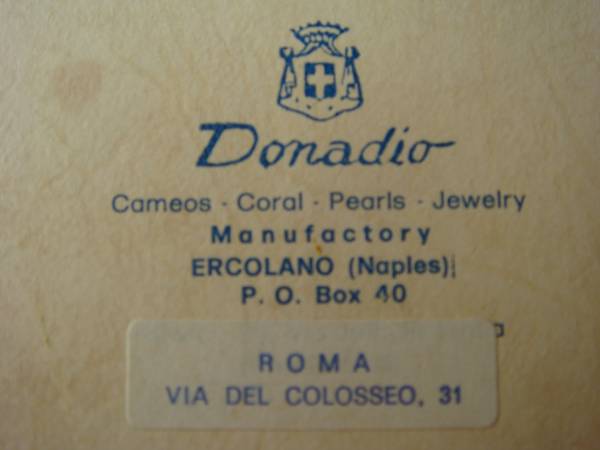 Donadio
Cameos - Coral - Pearls - Jewelry
Manufactory
ERCOLANO (Naples)
P. O. Box 40
ROMA
VIA DEL COLOSSEO, 31